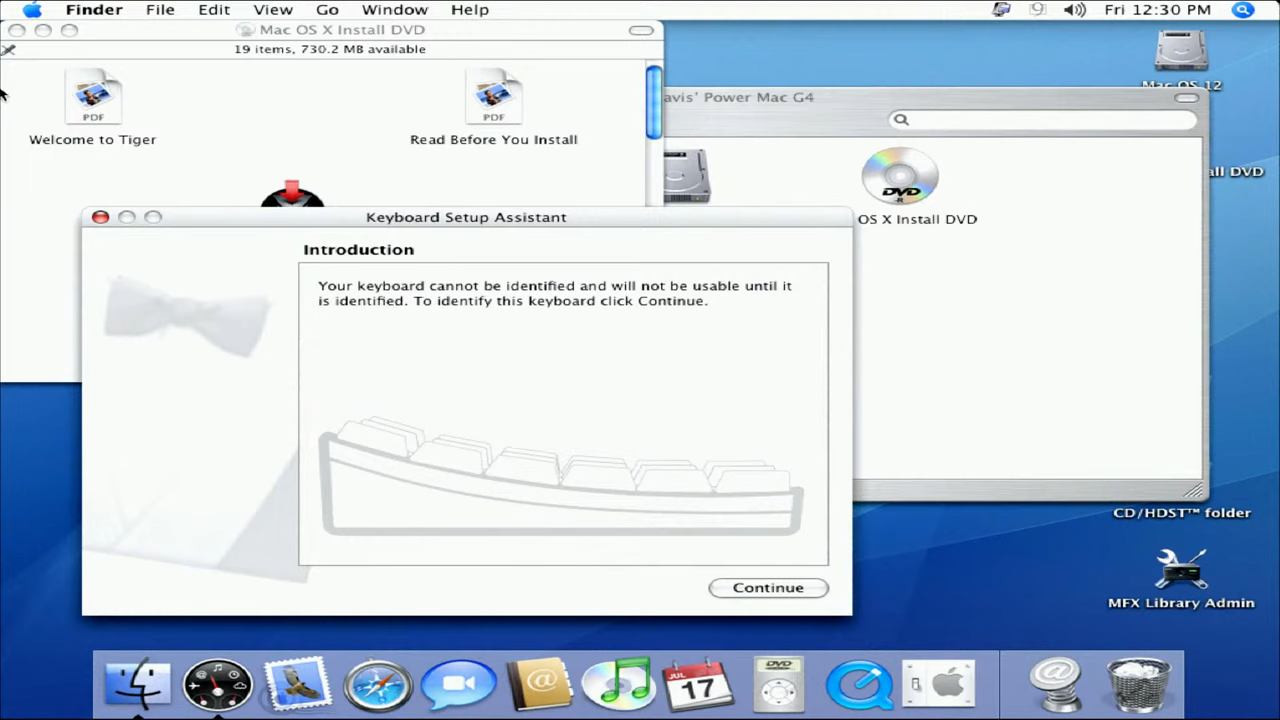 Finder File Edit View Go Window Help
Fri 12:30 PM
Mac OS X Install DVD
19 items, 730.2 MB available
PDF
Welcome to Tiger
PDF
Read Before You Install
Mac OS 12
avis' Power Mac G4
all DVD
DVD
-R
OS X Install DVD
Keyboard Setup Assistant
Introduction
Your keyboard cannot be identified and will not be usable until it
is identified. To identify this keyboard click Continue.
Continue
CD/HDST™ folder
MFX Library Admin
@
JUL
17
DVD
@